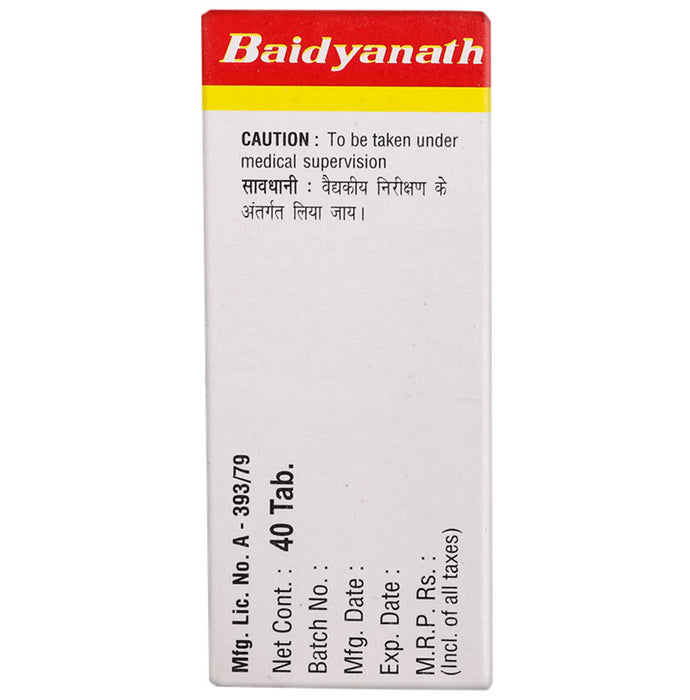 Baidyanath
CAUTION : To be taken under
medical supervision
सावधानी : वैद्यकीय निरीक्षण के
अंतर्गत लिया जाय।
Mfg. Lic. No. A - 393/79
Net Cont. : 40 Tab.
Batch No. :
Mfg. Date :
Exp. Date :
M.R.P. Rs. :
(Incl. of all taxes)